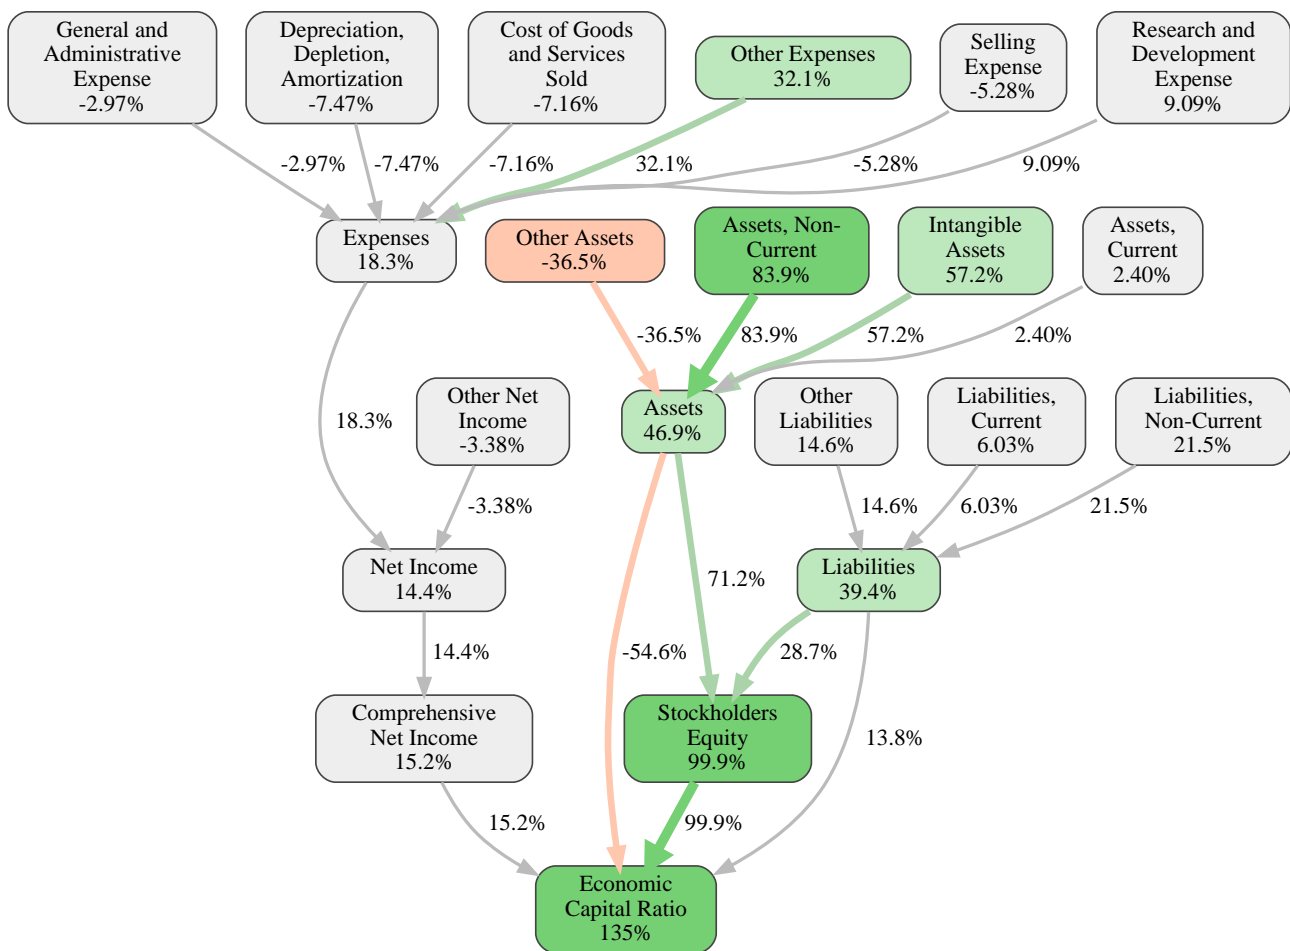 General and
Administrative
Expense
-2.97%
Depreciation,
Depletion,
Amortization
-7.47%
Cost of Goods
and Services
Sold
-7.16%
Other Expenses
32.1%
Selling
Expense
-5.28%
Research and
Development
Expense
9.09%
-2.97%
-7.47%
-7.16%
32.1%
-5.28%
9.09%
Expenses
18.3%
Other Assets
-36.5%
Assets, Non-
Current
83.9%
Intangible
Assets
57.2%
Assets,
Current
2.40%
-36.5%
83.9%
57.2%
2.40%
18.3%
Other Net
Income
-3.38%
Assets
46.9%
Other
Liabilities
14.6%
Liabilities,
Current
6.03%
Liabilities,
Non-Current
21.5%
-3.38%
14.6%
6.03%
21.5%
Net Income
14.4%
71.2%
Liabilities
39.4%
14.4%
-54.6%
28.7%
Comprehensive
Net Income
15.2%
Stockholders
Equity
99.9%
13.8%
15.2%
99.9%
Economic
Capital Ratio
135%